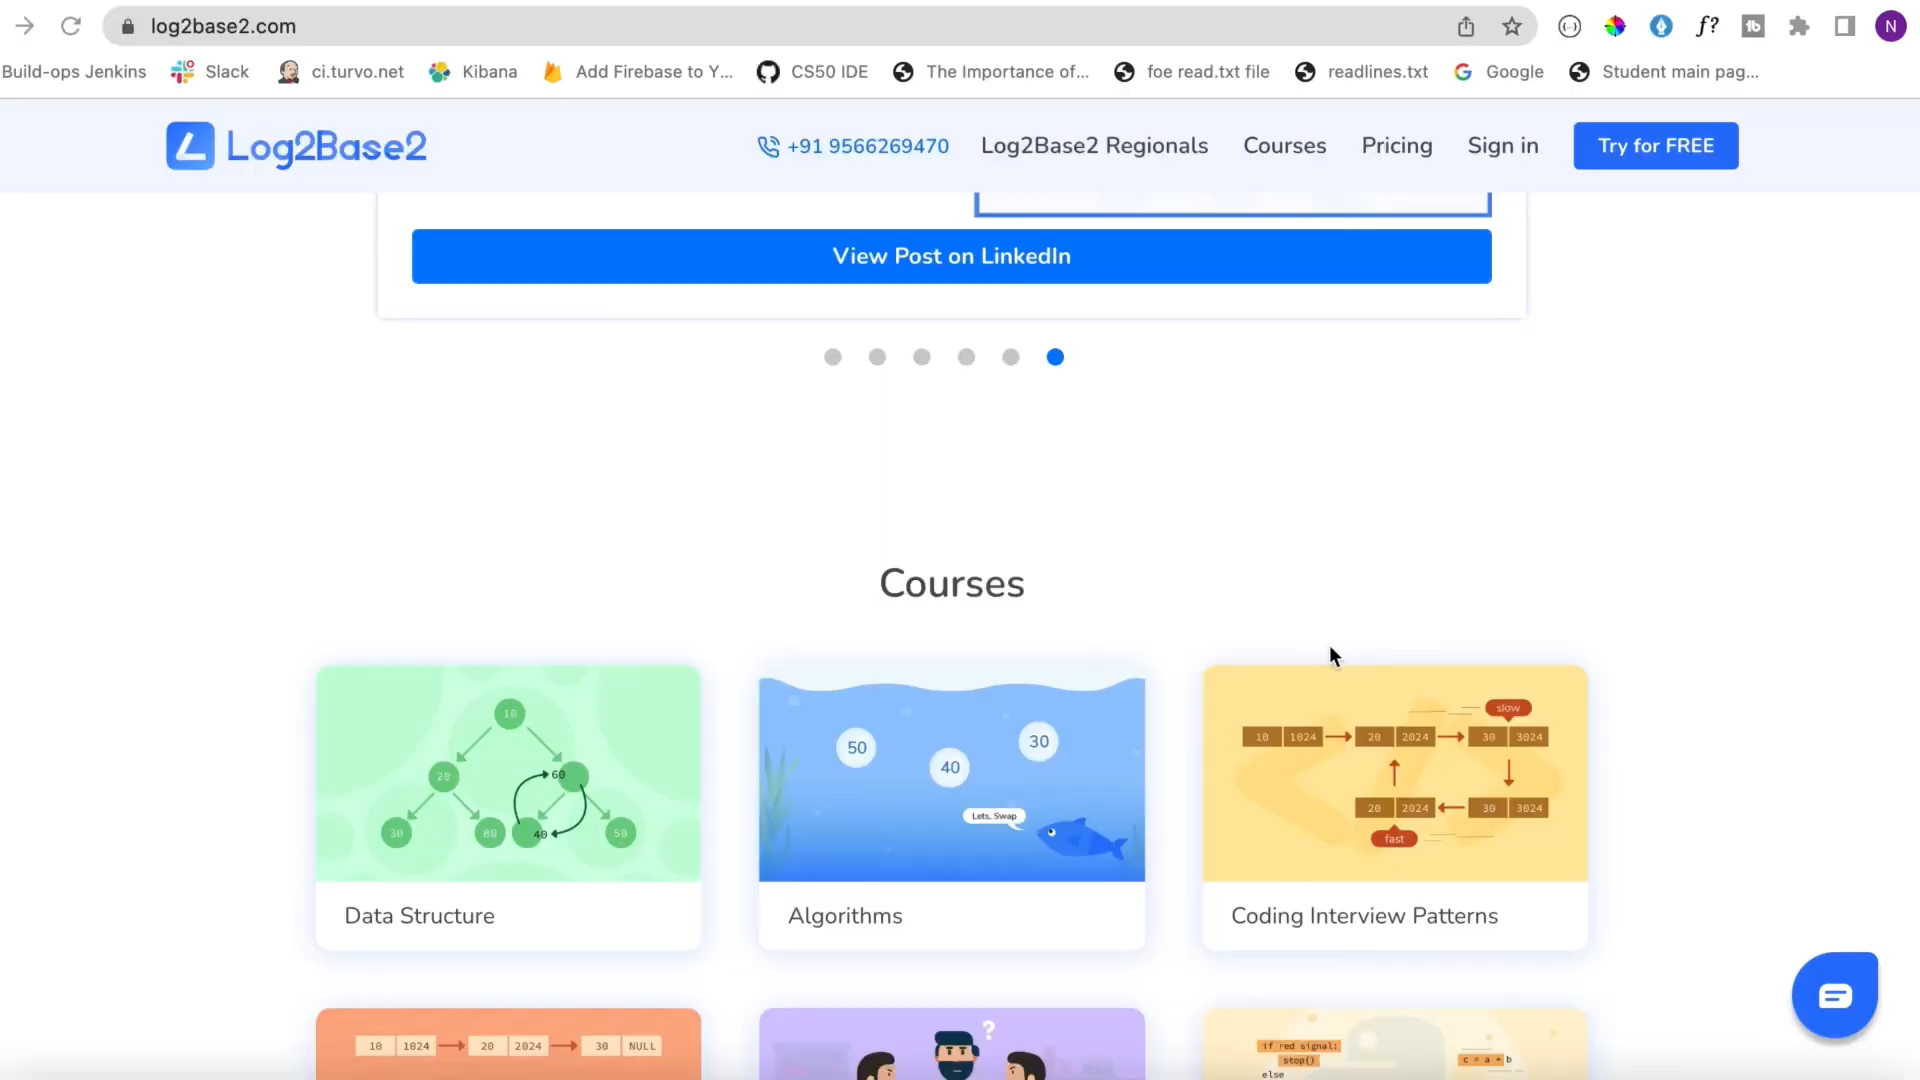 log2base2.com
f?
tb
N
Build-ops Jenkins
Slack
ci.turvo.net
Kibana
Add Firebase to Y...
CS50 IDE
The Importance of...
foe read.txt file
readlines.txt
Google
Student main pag...
Log2Base2
+91 9566269470
Log2Base2 Regionals
Courses
Pricing
Sign in
Try for FREE
View Post on LinkedIn
Courses
10
20
60
30
80
40
50
50
40
30
Lets, Swap
slow
10 1024
20 2024
30 3024
20 2024
30 3024
fast
Data Structure
Algorithms
Coding Interview Patterns
10 1024
20 2024
30 NULL
?
if red signal:
stop()
else
c = a + b